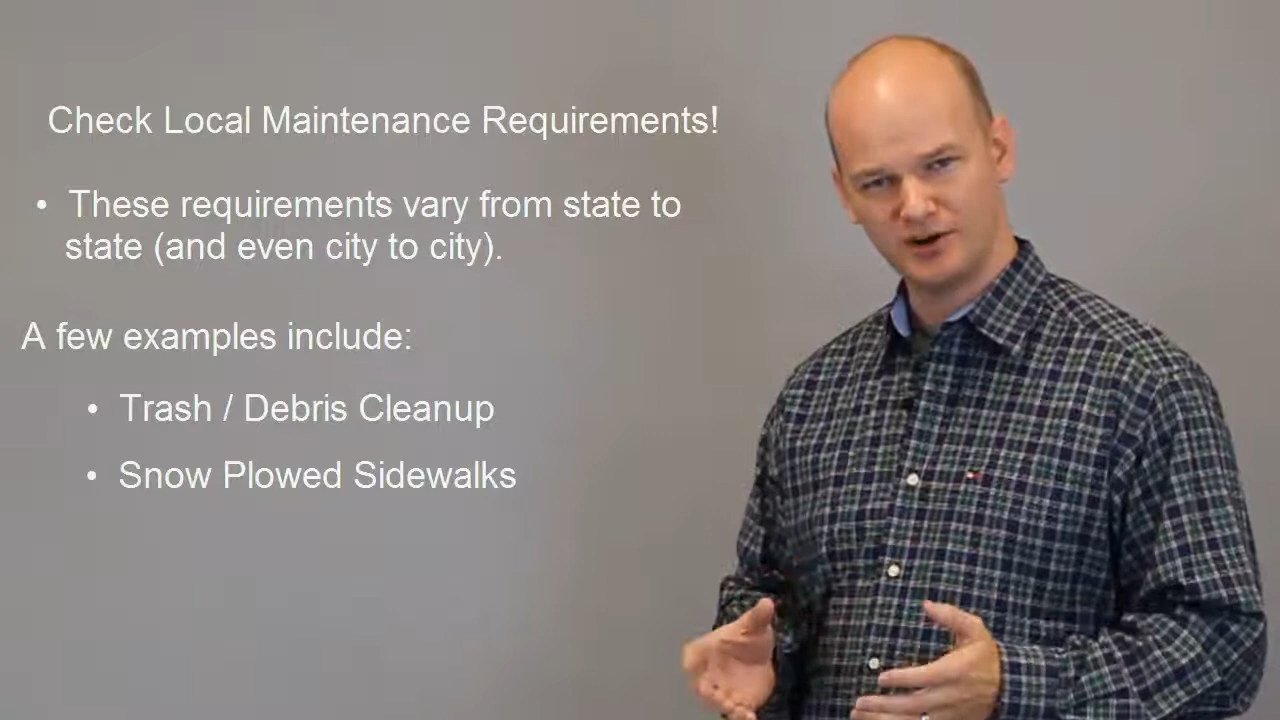 Check Local Maintenance Requirements!
• These requirements vary from state to
state (and even city to city).
A few examples include:
• Trash / Debris Cleanup
• Snow Plowed Sidewalks